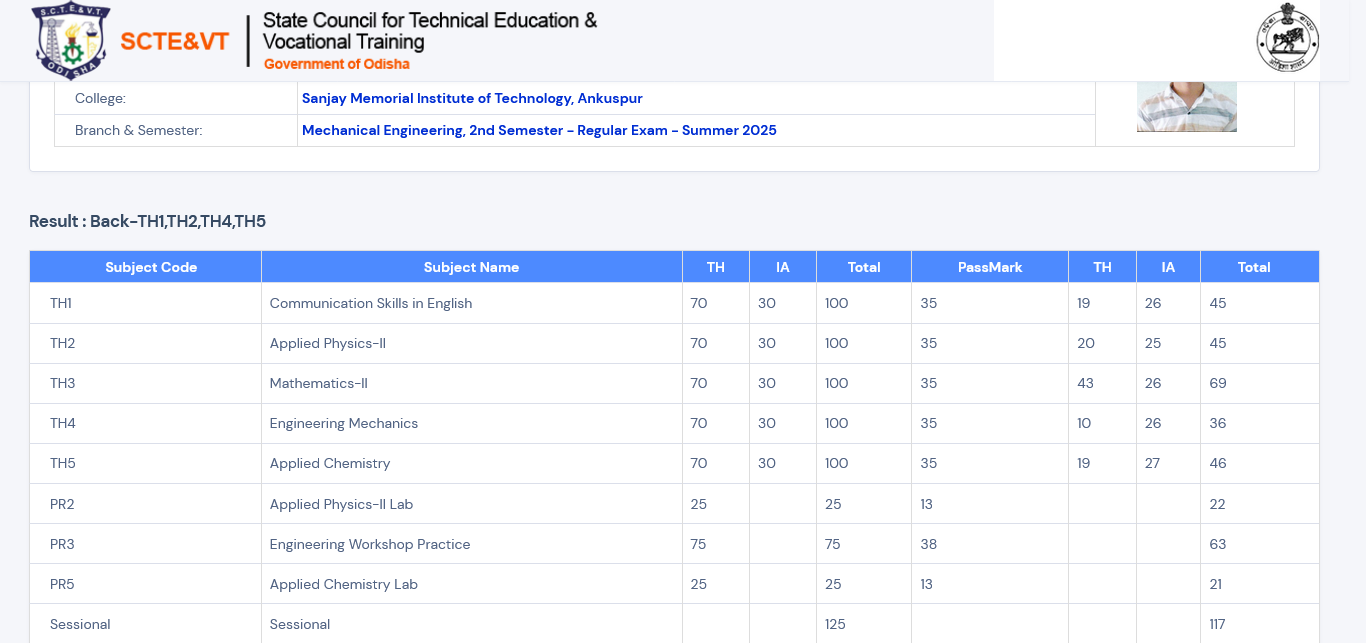 S.C.T.E.& V.T.
ODISHA
SCTE&VT
State Council for Technical Education &
Vocational Training
Government of Odisha
College: Sanjay Memorial Institute of Technology, Ankuspur
Branch & Semester: Mechanical Engineering, 2nd Semester - Regular Exam - Summer 2025
Result : Back-TH1,TH2,TH4,TH5
Subject Code Subject Name TH IA Total PassMark TH IA Total
TH1 Communication Skills in English 70 30 100 35 19 26 45
TH2 Applied Physics-II 70 30 100 35 20 25 45
TH3 Mathematics-II 70 30 100 35 43 26 69
TH4 Engineering Mechanics 70 30 100 35 10 26 36
TH5 Applied Chemistry 70 30 100 35 19 27 46
PR2 Applied Physics-II Lab 25 25 13 22
PR3 Engineering Workshop Practice 75 75 38 63
PR5 Applied Chemistry Lab 25 25 13 21
Sessional Sessional 125 117